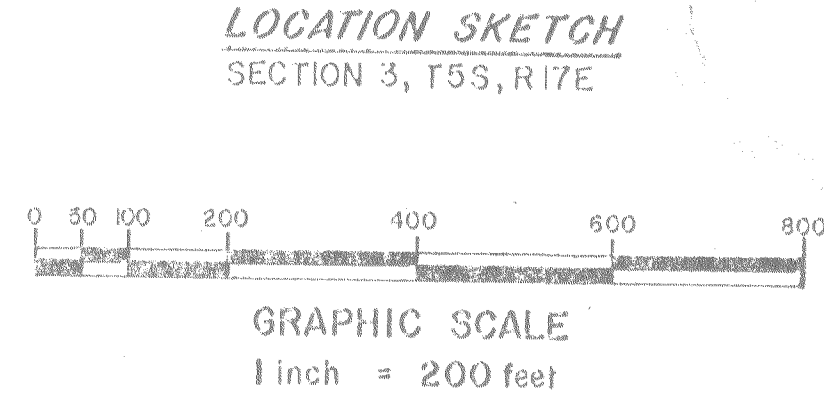 LOCATION SKETCH
SECTION 3, T5S, R17E
0 50 100 200 400 600 800
GRAPHIC SCALE
1 inch = 200 feet